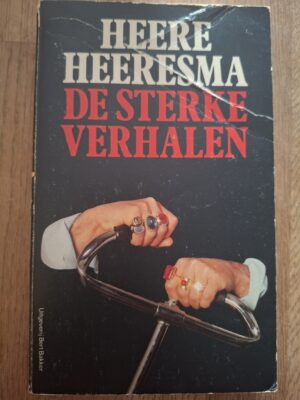 HEERE
HEERESMA
DE STERKE
VERHALEN
Uitgeverij Bert Bakker